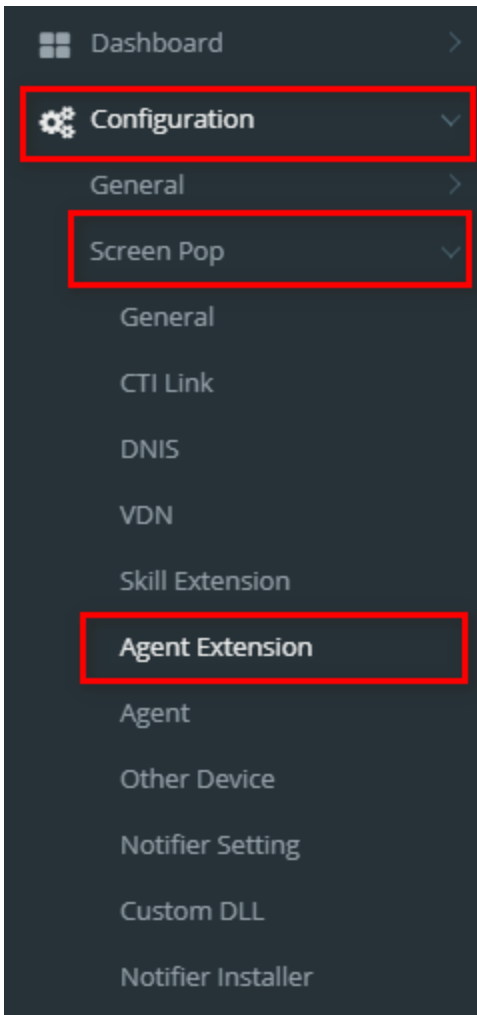 Dashboard
Configuration
General
Screen Pop
General
CTI Link
DNIS
VDN
Skill Extension
Agent Extension
Agent
Other Device
Notifier Setting
Custom DLL
Notifier Installer